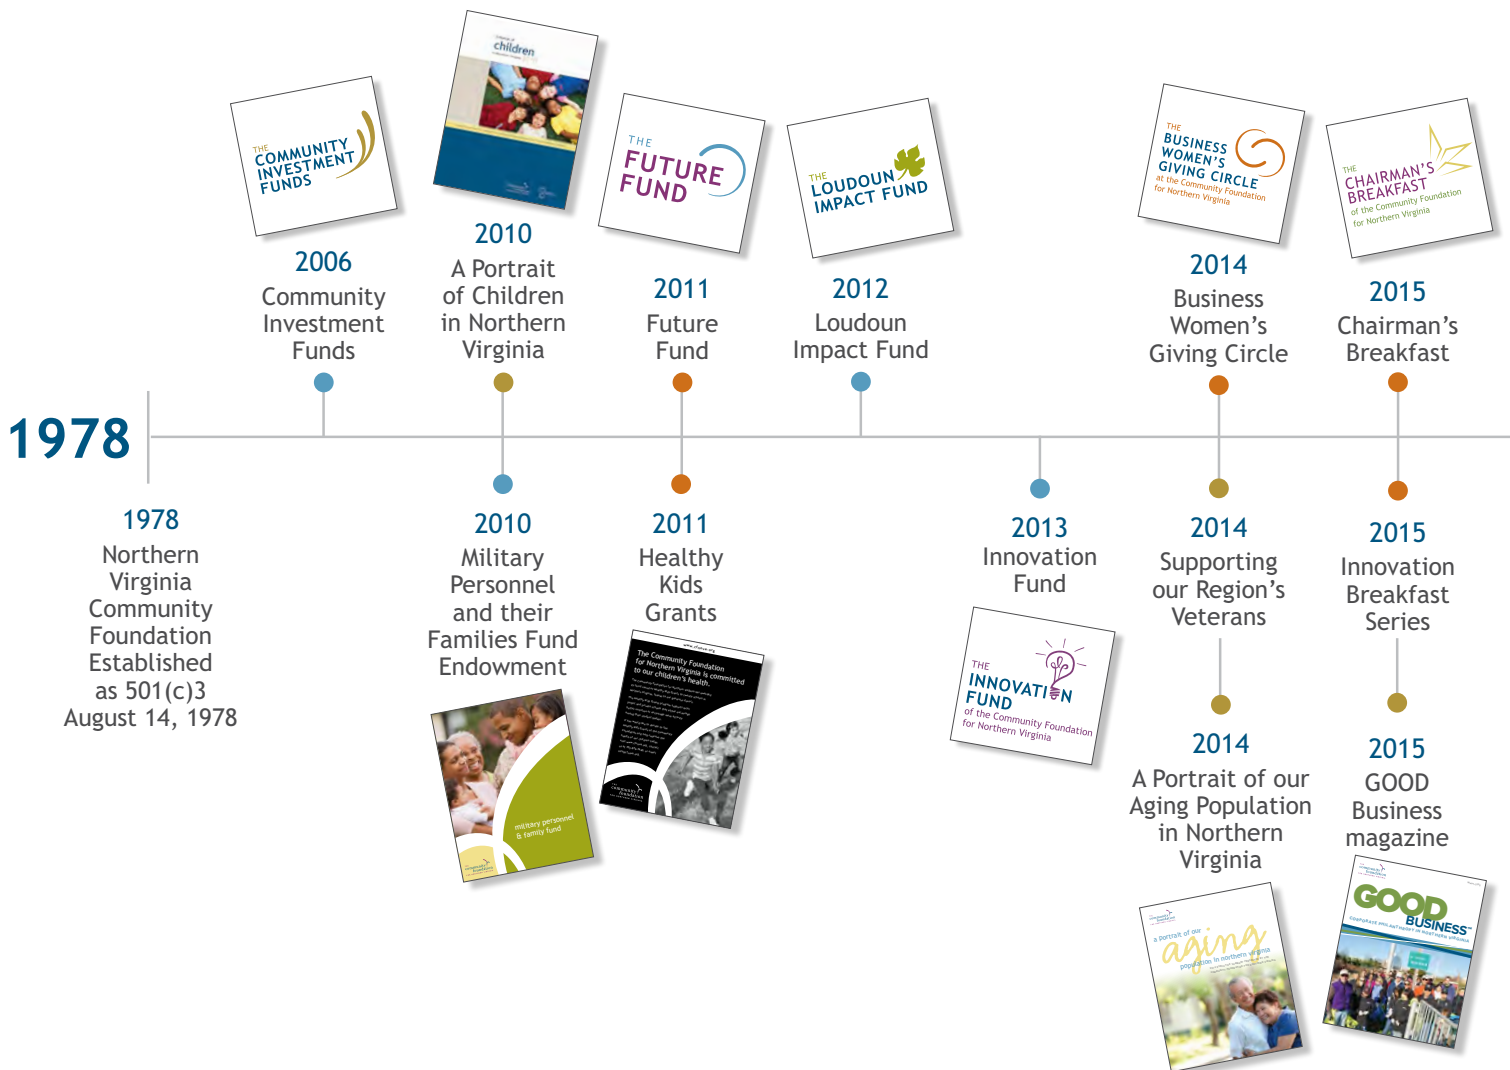 THE
COMMUNITY
INVESTMENT
FUNDS
2006
Community
Investment
Funds
children
2010
A Portrait
of Children
in Northern
Virginia
THE
FUTURE
FUND
2011
Future
Fund
THE
LOUDOUN
IMPACT FUND
2012
Loudoun
Impact Fund
THE
BUSINESS
WOMEN'S
GIVING CIRCLE
at the Community Foundation
for Northern Virginia
2014
Business
Women's
Giving Circle
THE
CHAIRMAN'S
BREAKFAST
of the Community Foundation
for Northern Virginia
2015
Chairman's
Breakfast
1978
1978
Northern
Virginia
Community
Foundation
Established
as 501(c)3
August 14, 1978
2010
Military
Personnel
and their
Families Fund
Endowment
military personnel
& family fund
2011
Healthy
Kids
Grants
The Community Foundation
for Northern Virginia is committed
to our children's health.
community
foundation
2013
Innovation
Fund
THE
INNOVATION
FUND
of the Community Foundation
for Northern Virginia
2014
Supporting
our Region's
Veterans
2014
A Portrait of our
Aging Population
in Northern
Virginia
a portrait of our
aging
population in northern virginia
2015
Innovation
Breakfast
Series
2015
GOOD
Business
magazine
GOOD
BUSINESS
CORPORATE PHILANTHROPY IN NORTHERN VIRGINIA